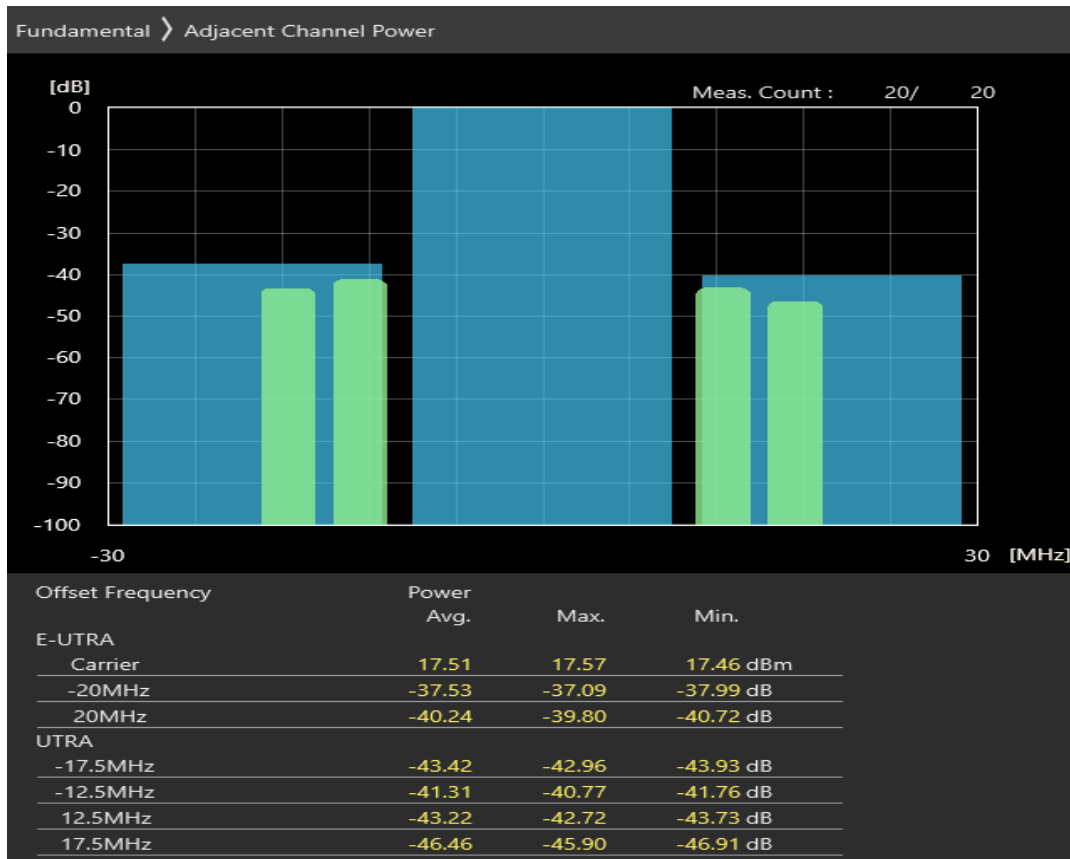 Fundamental 〉 Adjacent Channel Power
[dB]
Meas. Count : 20/ 20
0
-10
-20
-30
-40
-50
-60
-70
-80
-90
-100
-30 30 [MHz]
Offset Frequency Power
Avg. Max. Min.
E-UTRA
Carrier 17.51 17.57 17.46 dBm
-20MHz -37.53 -37.09 -37.99 dB
20MHz -40.24 -39.80 -40.72 dB
UTRA
-17.5MHz -43.42 -42.96 -43.93 dB
-12.5MHz -41.31 -40.77 -41.76 dB
12.5MHz -43.22 -42.72 -43.73 dB
17.5MHz -46.46 -45.90 -46.91 dB